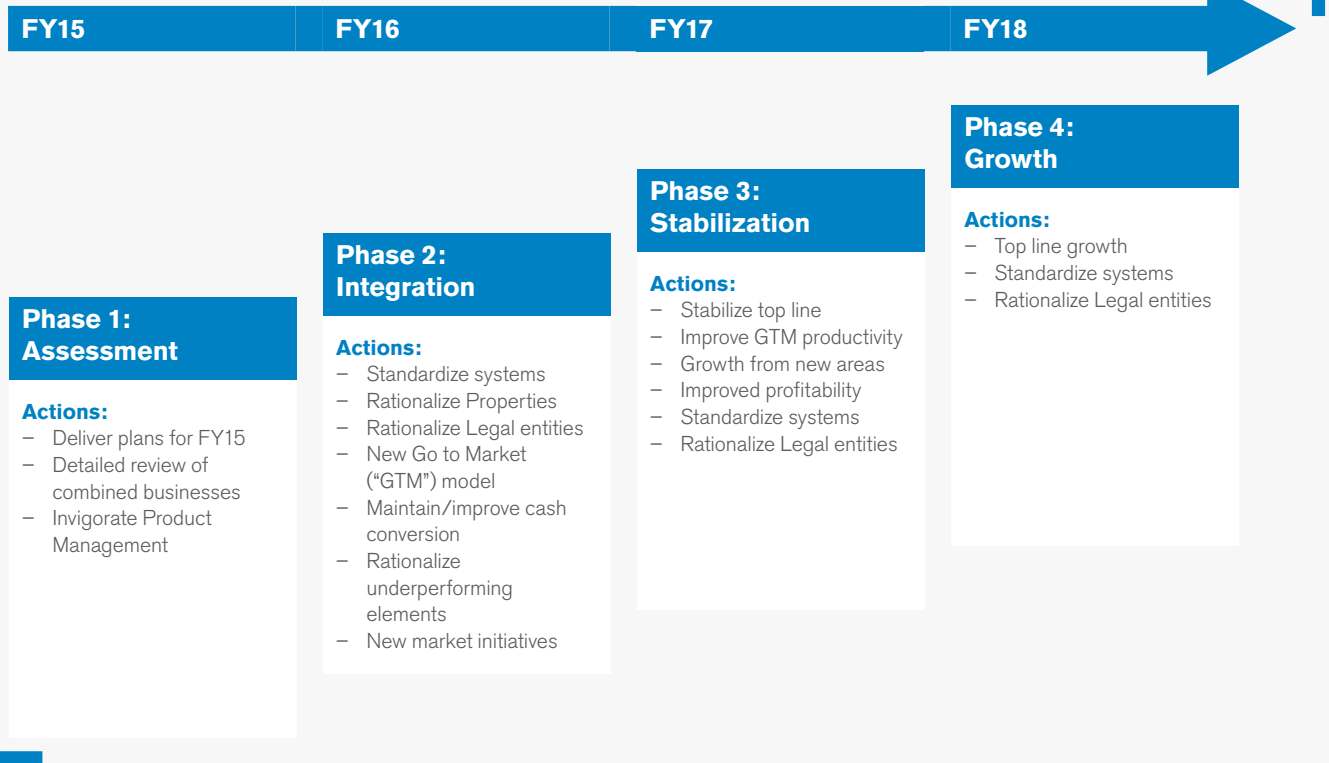 FY15
FY16
FY17
FY18
Phase 1:
Assessment
Actions:
– Deliver plans for FY15
– Detailed review of
combined businesses
– Invigorate Product
Management
Phase 2:
Integration
Actions:
– Standardize systems
– Rationalize Properties
– Rationalize Legal entities
– New Go to Market
(“GTM”) model
– Maintain/improve cash
conversion
– Rationalize
underperforming
elements
– New market initiatives
Phase 3:
Stabilization
Actions:
– Stabilize top line
– Improve GTM productivity
– Growth from new areas
– Improved profitability
– Standardize systems
– Rationalize Legal entities
Phase 4:
Growth
Actions:
– Top line growth
– Standardize systems
– Rationalize Legal entities